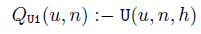 Q_{U1}(u, n) :– U(u, n, h)